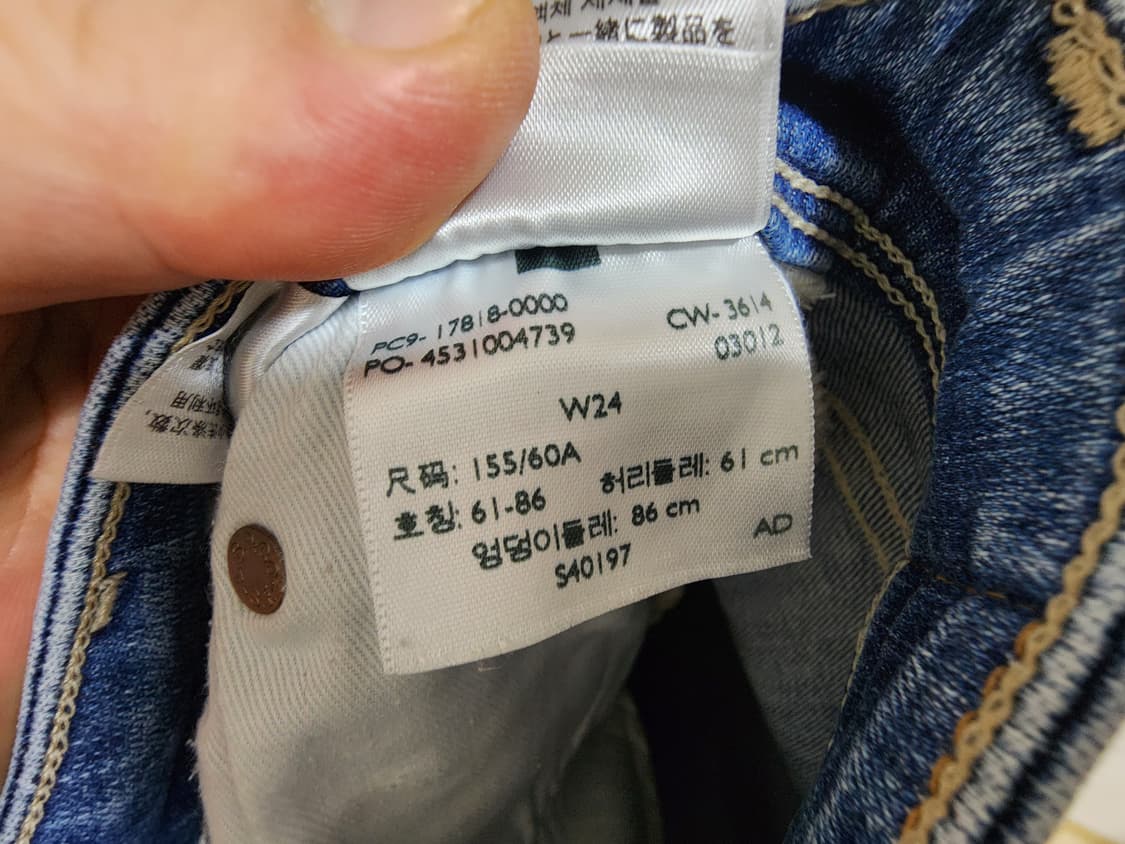 と一緒に製品を
PC9- 17818-0000
PO- 4531004739
CW- 3614
03012
W24
尺码: 155/60A
호칭: 61-86
허리둘레: 61 cm
엉덩이둘레: 86 cm
S40197
AD